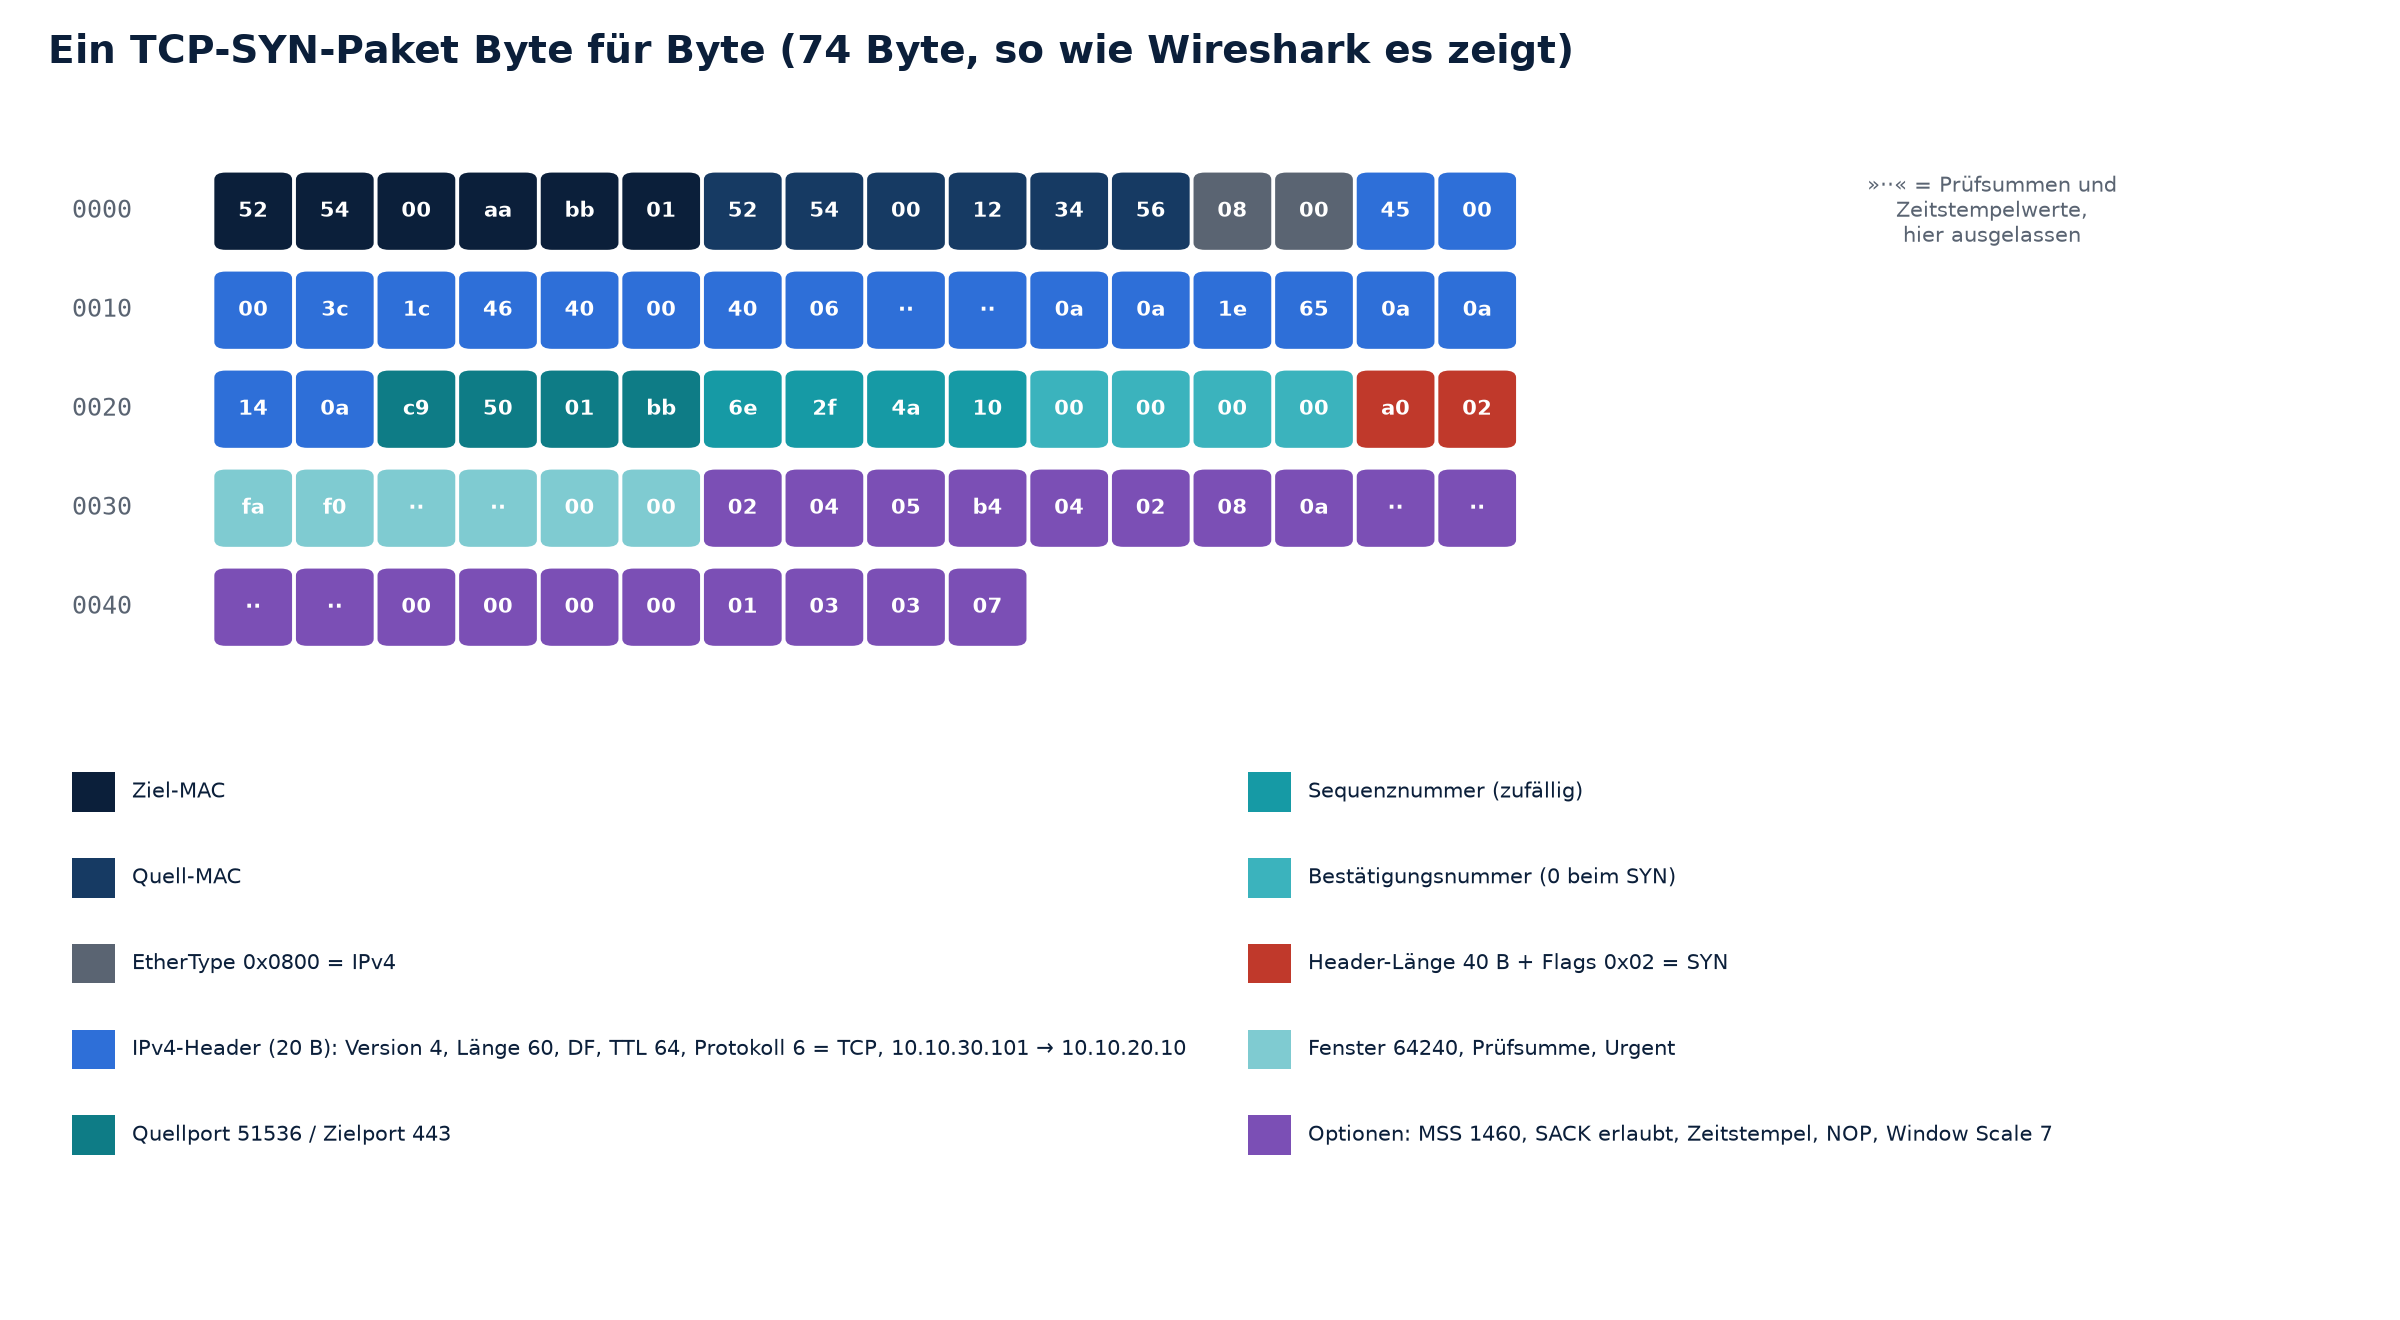 Ein TCP-SYN-Paket Byte für Byte (74 Byte, so wie Wireshark es zeigt)
0000 52 54 00 aa bb 01 52 54 00 12 34 56 08 00 45 00
»··« = Prüfsummen und
Zeitstempelwerte,
hier ausgelassen
0010 00 3c 1c 46 40 00 40 06 ·· ·· 0a 0a 1e 65 0a 0a
0020 14 0a c9 50 01 bb 6e 2f 4a 10 00 00 00 00 a0 02
0030 fa f0 ·· ·· 00 00 02 04 05 b4 04 02 08 0a ·· ··
0040 ·· ·· 00 00 00 00 01 03 03 07
Ziel-MAC
Quell-MAC
EtherType 0x0800 = IPv4
IPv4-Header (20 B): Version 4, Länge 60, DF, TTL 64, Protokoll 6 = TCP, 10.10.30.101 → 10.10.20.10
Quellport 51536 / Zielport 443
Sequenznummer (zufällig)
Bestätigungsnummer (0 beim SYN)
Header-Länge 40 B + Flags 0x02 = SYN
Fenster 64240, Prüfsumme, Urgent
Optionen: MSS 1460, SACK erlaubt, Zeitstempel, NOP, Window Scale 7